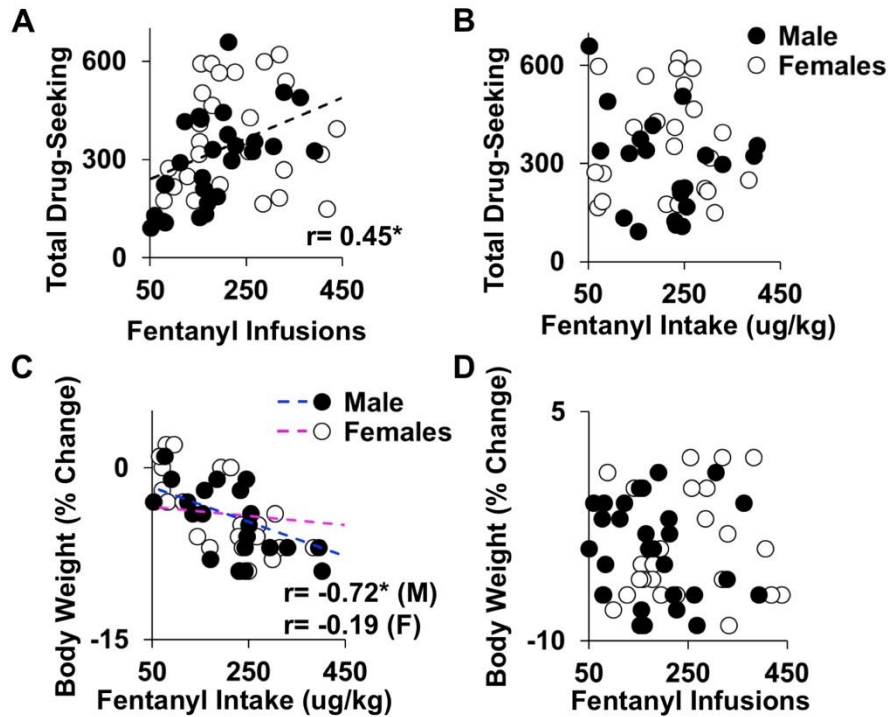 A
Total Drug-Seeking
600
300
0
r= 0.45*
50
250
450
Fentanyl Infusions
B
Male
Females
Total Drug-Seeking
600
300
0
50
250
450
Fentanyl Intake (ug/kg)
C
Male
Females
Body Weight (% Change)
0
-15
r= -0.72* (M)
r= -0.19 (F)
50
250
450
Fentanyl Intake (ug/kg)
D
Body Weight (% Change)
5
-10
50
250
450
Fentanyl Infusions